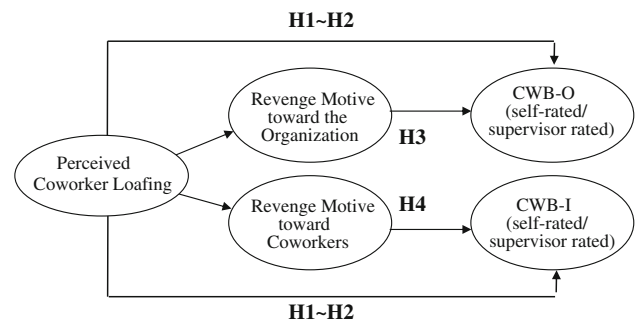 H1~H2
Revenge Motive
toward the
Organization
H3
CWB-O
(self-rated/
supervisor rated)
Perceived
Coworker Loafing
Revenge Motive
toward
Coworkers
H4
CWB-I
(self-rated/
supervisor rated)
H1~H2